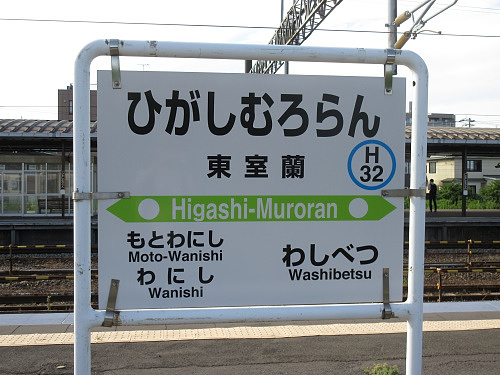 ひがしむろらん
東室蘭
H
32
Higashi-Muroran
もとわにし
Moto-Wanishi
わにし
Wanishi
わしべつ
Washibetsu